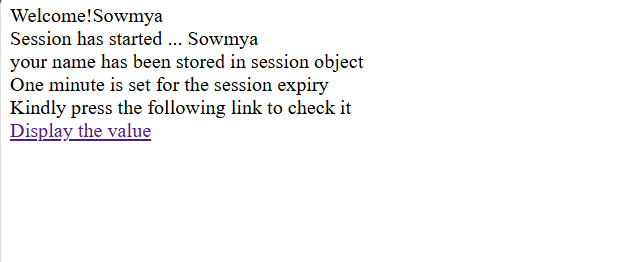 Welcome!Sowmya
Session has started ... Sowmya
your name has been stored in session object
One minute is set for the session expiry
Kindly press the following link to check it
Display the value